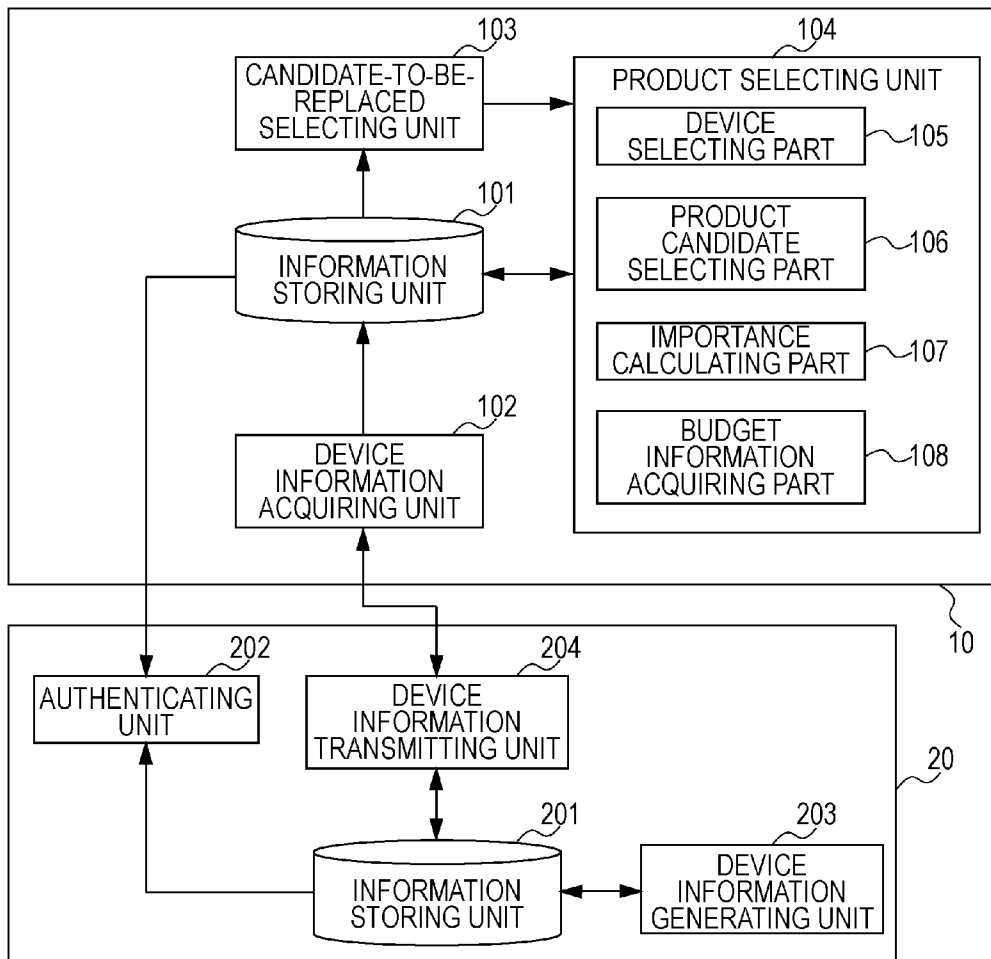 103
CANDIDATE-TO-BE-
REPLACED
SELECTING UNIT
104
PRODUCT SELECTING UNIT
DEVICE
SELECTING PART
105
PRODUCT
CANDIDATE
SELECTING PART
106
IMPORTANCE
CALCULATING PART
107
BUDGET
INFORMATION
ACQUIRING PART
108
101
INFORMATION
STORING UNIT
102
DEVICE
INFORMATION
ACQUIRING UNIT
10
202
AUTHENTICATING
UNIT
204
DEVICE
INFORMATION
TRANSMITTING UNIT
20
201
INFORMATION
STORING UNIT
203
DEVICE
INFORMATION
GENERATING UNIT